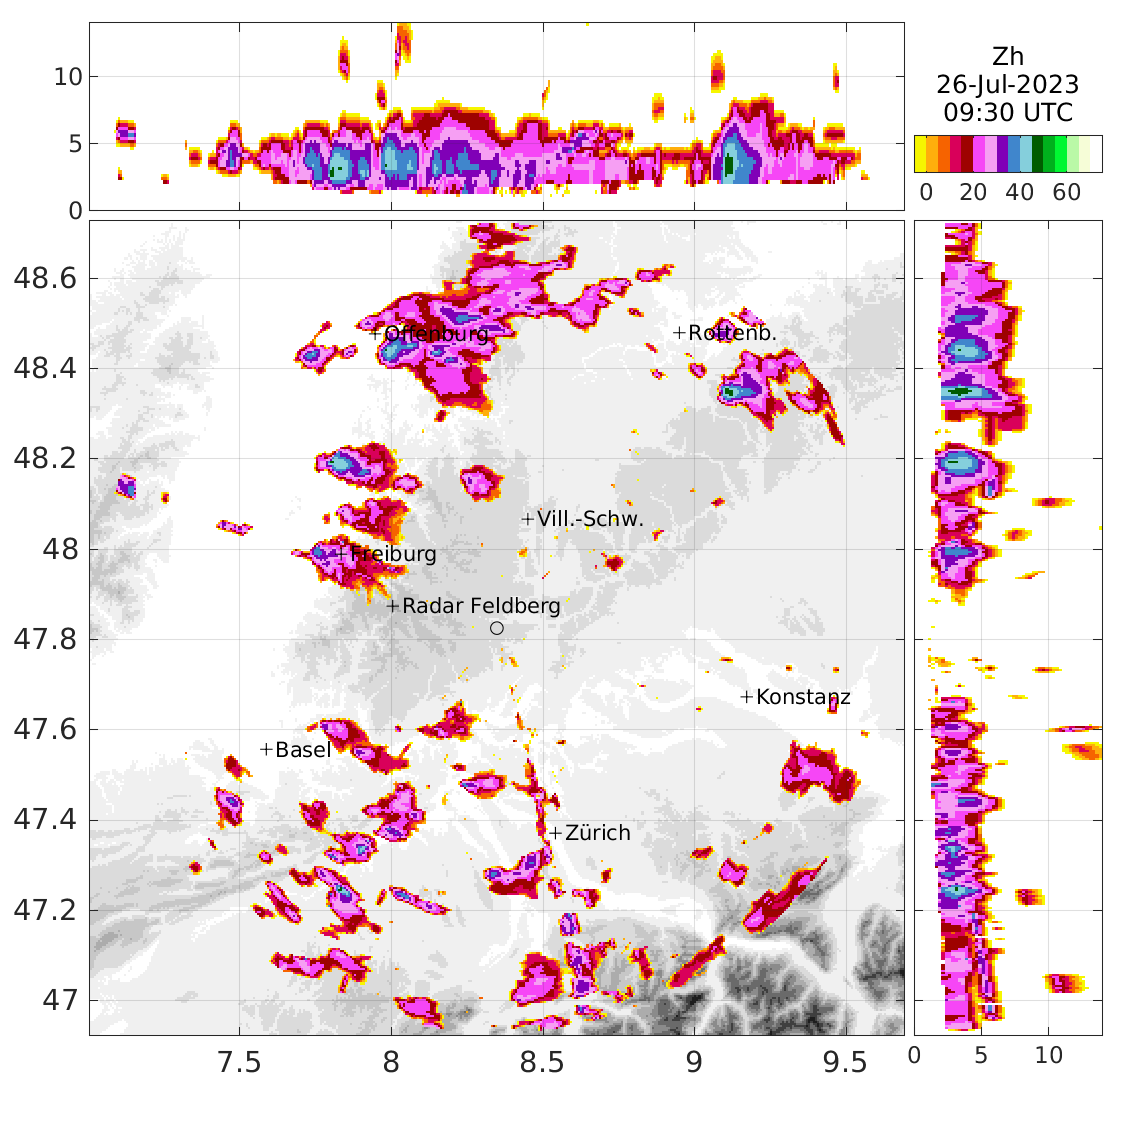 10
5
0
Zh
26-Jul-2023
09:30 UTC
0 20 40 60
48.6
48.4
48.2
48
47.8
47.6
47.4
47.2
47
+Offenburg
+Rottenb.
+Vill.-Schw.
+Freiburg
+Radar Feldberg
+Konstanz
+Basel
+Zürich
7.5 8 8.5 9 9.5
0 5 10